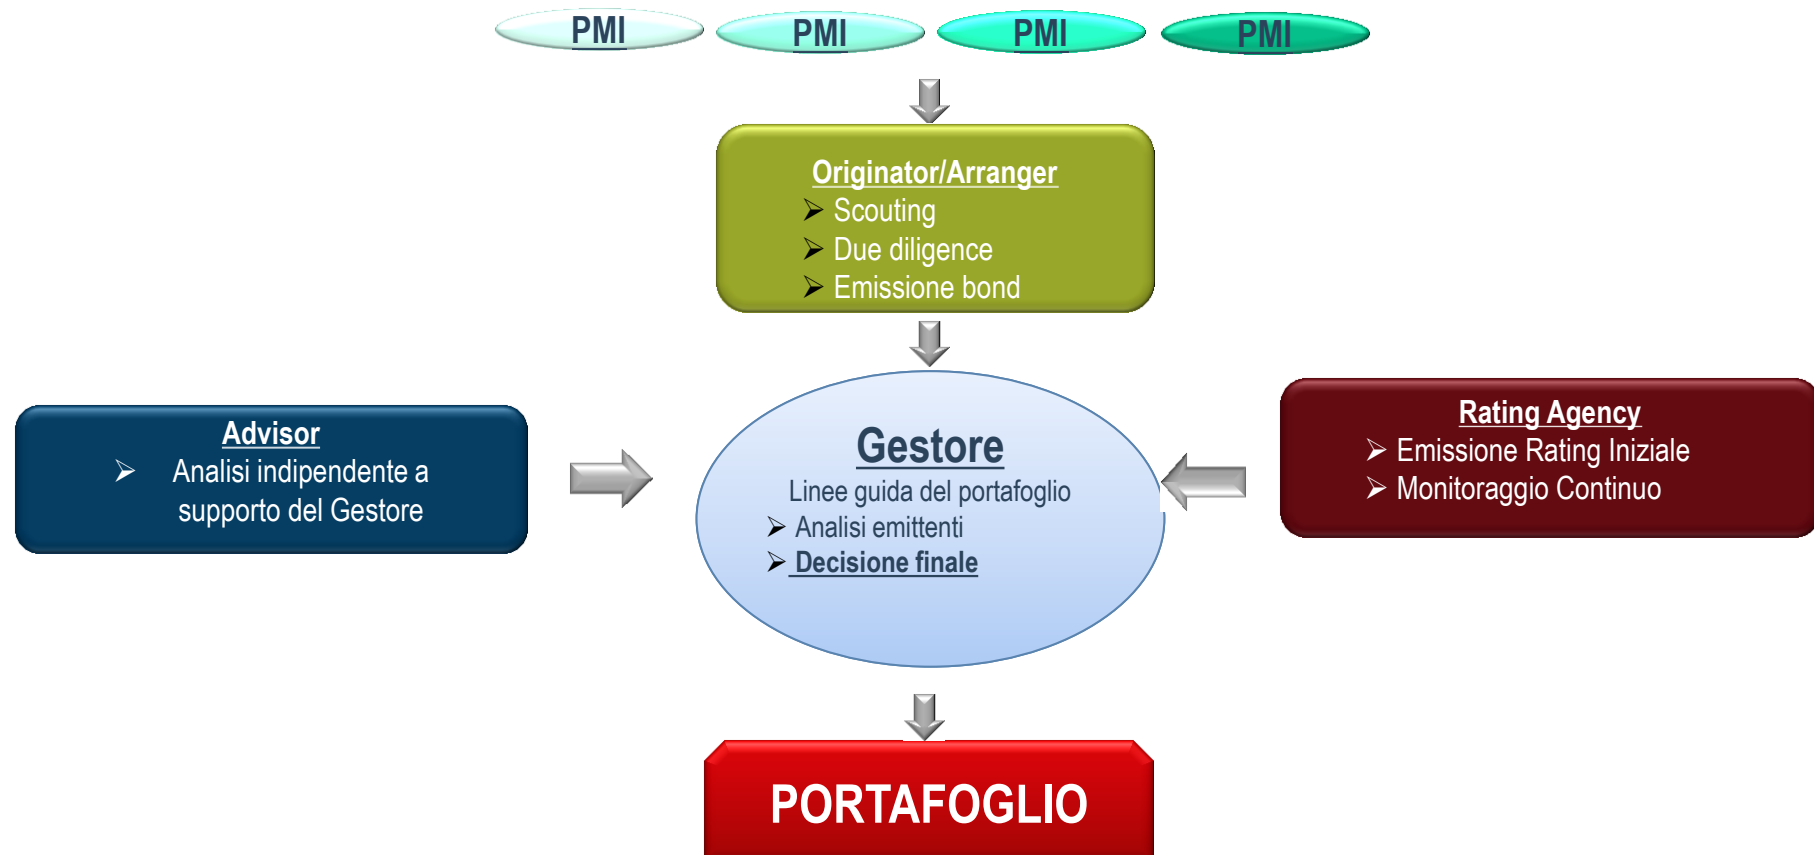 PMI
PMI
PMI
PMI
Originator/Arranger
➢ Scouting
➢ Due diligence
➢ Emissione bond
Advisor
➢ Analisi indipendente a
supporto del Gestore
Gestore
Linee guida del portafoglio
➢ Analisi emittenti
➢ Decisione finale
Rating Agency
➢ Emissione Rating Iniziale
➢ Monitoraggio Continuo
PORTAFOGLIO